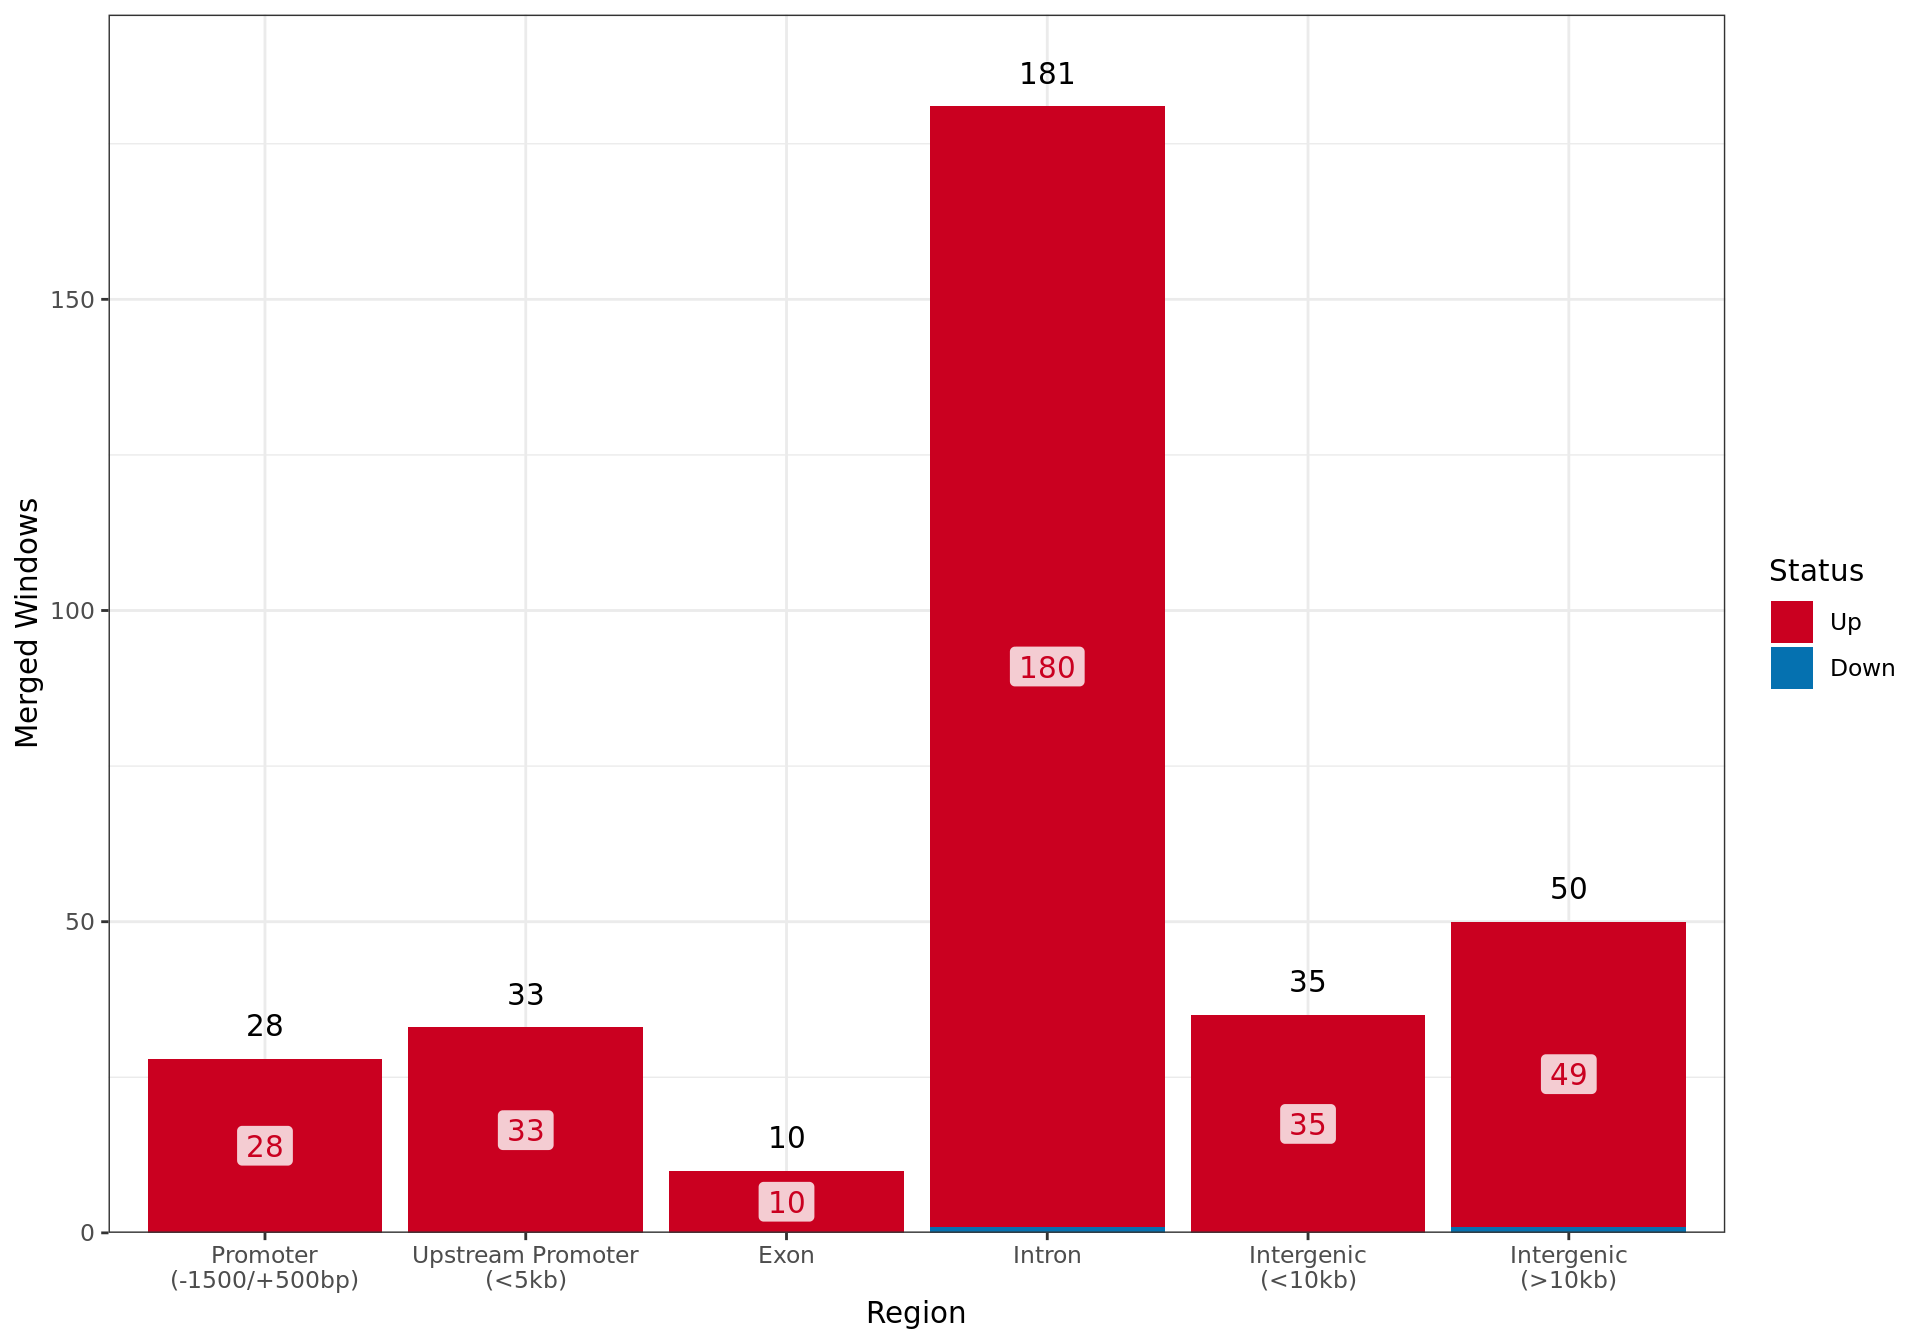 181
150
180
Merged Windows
100
Status
Up
Down
50
50
35
33
28
49
35
33
28
10
10
0
Promoter
(-1500/+500bp)
Upstream Promoter
(<5kb)
Exon
Intron
Intergenic
(<10kb)
Intergenic
(>10kb)
Region